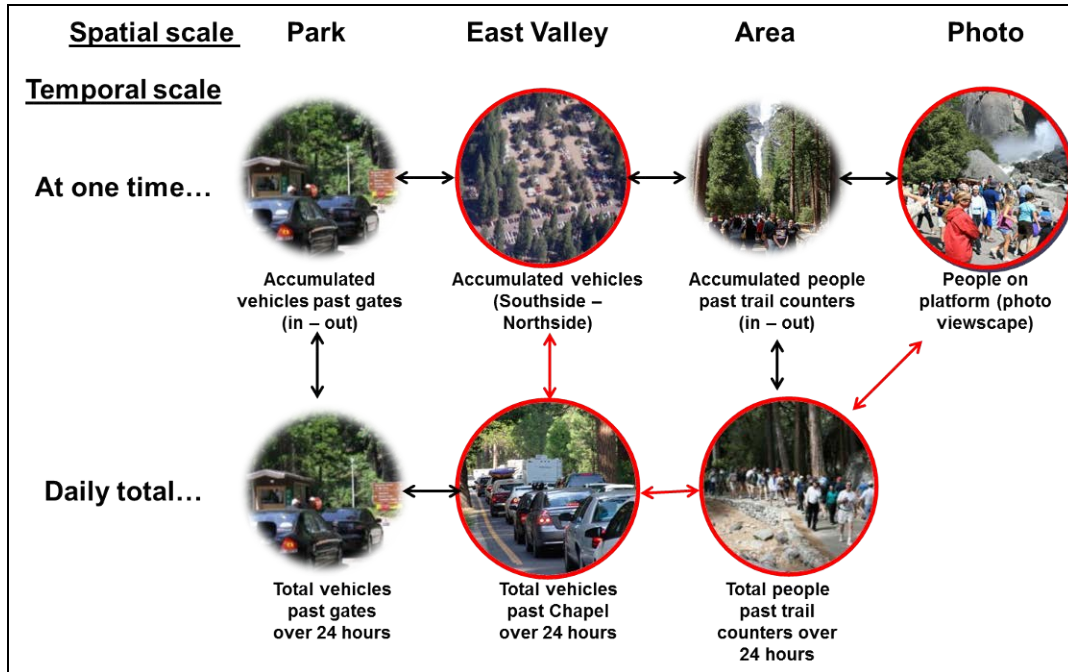 Spatial scale Park East Valley Area Photo
Temporal scale
At one time…
Accumulated
vehicles past gates
(in – out)
Accumulated vehicles
(Southside –
Northside)
Accumulated people
past trail counters
(in – out)
People on
platform (photo
viewscape)
Daily total…
Total vehicles
past gates
over 24 hours
Total vehicles
past Chapel
over 24 hours
Total people
past trail
counters over
24 hours